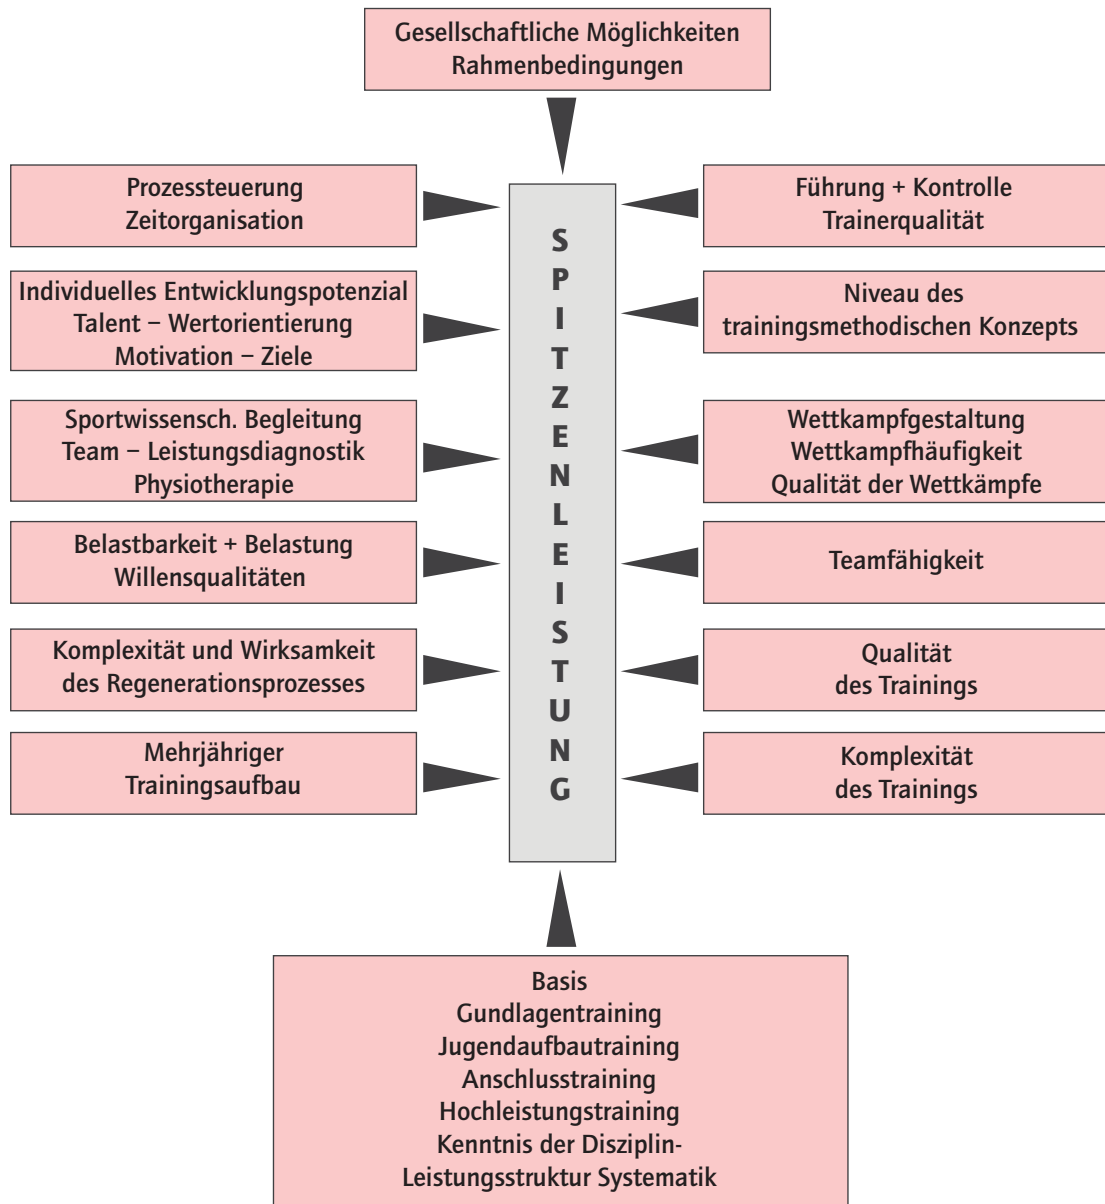 Gesellschaftliche Möglichkeiten
Rahmenbedingungen
Prozessteuerung
Zeitorganisation
Individuelles Entwicklungspotenzial
Talent – Wertorientierung
Motivation – Ziele
Sportwissensch. Begleitung
Team – Leistungsdiagnostik
Physiotherapie
Belastbarkeit + Belastung
Willensqualitäten
Komplexität und Wirksamkeit
des Regenerationsprozesses
Mehrjähriger
Trainingsaufbau
SPITZENLEISTUNG
Führung + Kontrolle
Trainerqualität
Niveau des
trainingsmethodischen Konzepts
Wettkampfgestaltung
Wettkampfhäufigkeit
Qualität der Wettkämpfe
Teamfähigkeit
Qualität
des Trainings
Komplexität
des Trainings
Basis
Gundlagentraining
Jugendaufbautraining
Anschlusstraining
Hochleistungstraining
Kenntnis der Disziplin-
Leistungsstruktur Systematik